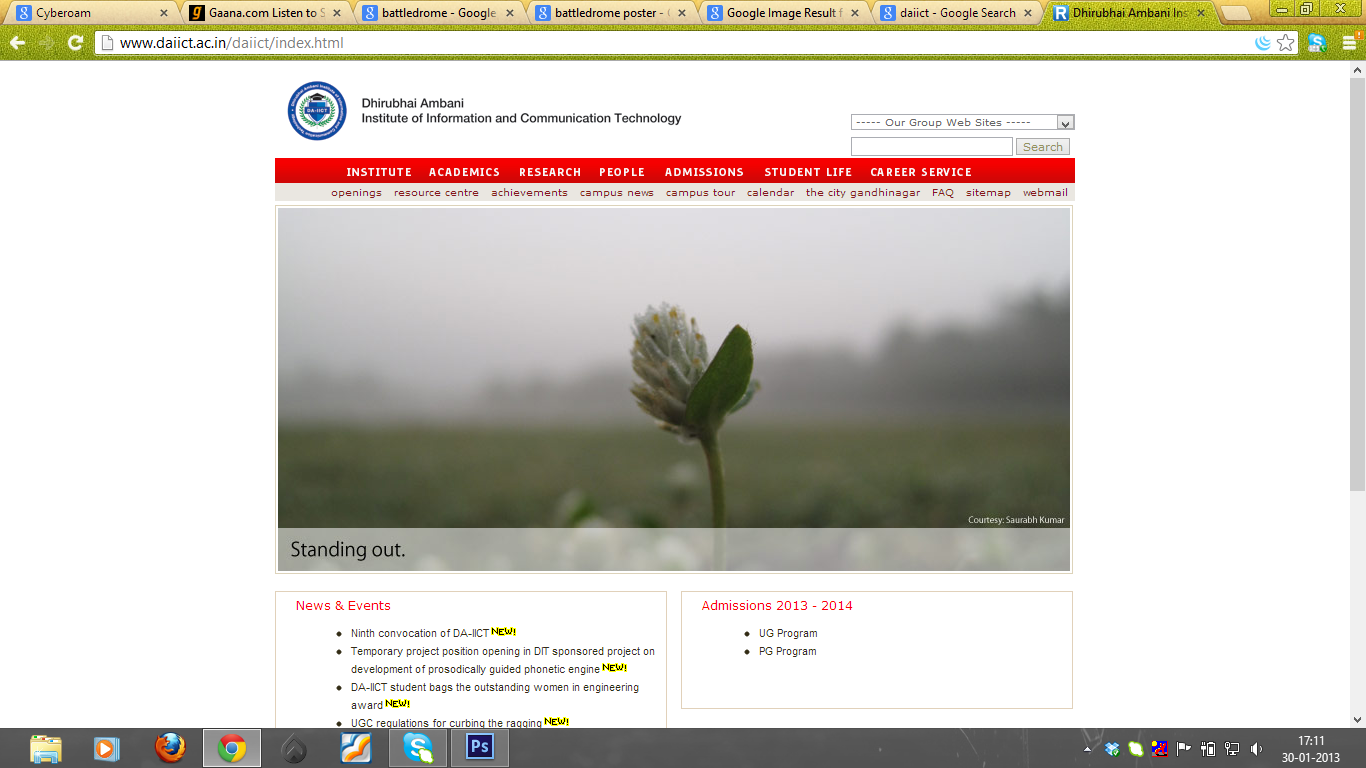 Cyberoam
Gaana.com Listen to S
battledrome - Google
battledrome poster -
Google Image Result f
daiict - Google Search
Dhirubhai Ambani Ins
www.daiict.ac.in/daiict/index.html
DA-IICT
Dhirubhai Ambani
Institute of Information and Communication Technology
----- Our Group Web Sites -----
Search
INSTITUTE ACADEMICS RESEARCH PEOPLE ADMISSIONS STUDENT LIFE CAREER SERVICE
openings resource centre achievements campus news campus tour calendar the city gandhinagar FAQ sitemap webmail
Courtesy: Saurabh Kumar
Standing out.
News & Events
Ninth convocation of DA-IICT NEW!
Temporary project position opening in DIT sponsored project on
development of prosodically guided phonetic engine NEW!
DA-IICT student bags the outstanding women in engineering
award NEW!
UGC regulations for curbing the ragging NEW!
Admissions 2013 - 2014
UG Program
PG Program
Ps
17:11
30-01-2013